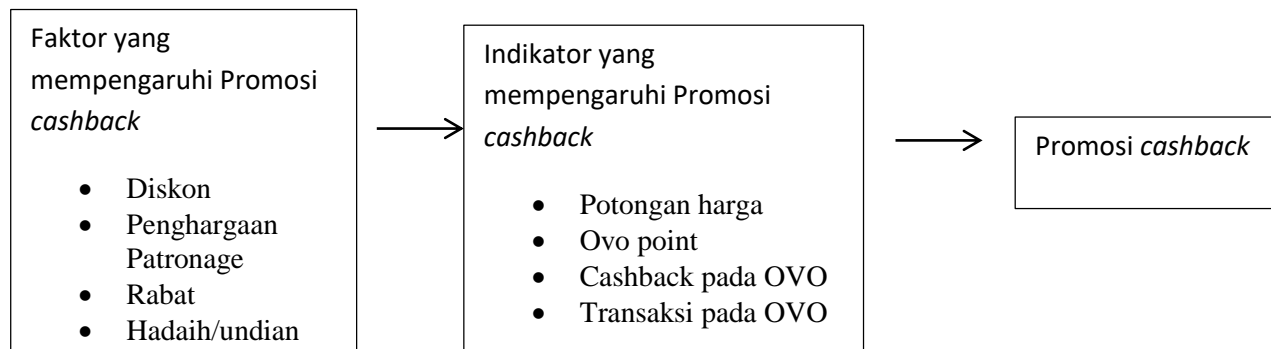 Faktor yang
mempengaruhi Promosi
cashback
• Diskon
• Penghargaan
Patronage
• Rabat
• Hadaih/undian
Indikator yang
mempengaruhi Promosi
cashback
• Potongan harga
• Ovo point
• Cashback pada OVO
• Transaksi pada OVO
Promosi cashback